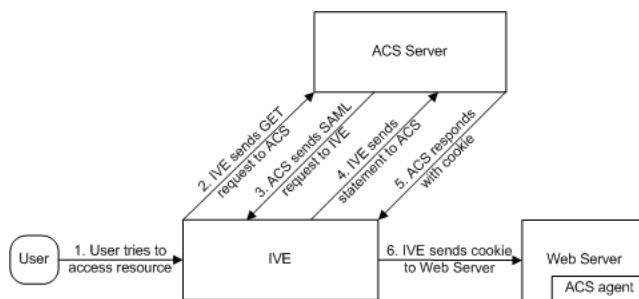 ACS Server
2. IVE sends GET
request to ACS
3. ACS sends SAML
request to IVE
4. IVE sends
statement to ACS
5. ACS responds
with cookie
User
1. User tries to
access resource
IVE
6. IVE sends cookie
to Web Server
Web Server
ACS agent